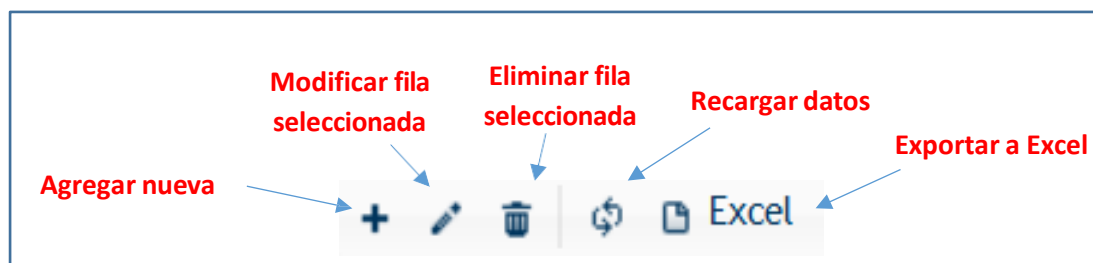 Modificar fila
seleccionada
Eliminar fila
seleccionada
Recargar datos
Exportar a Excel
Agregar nueva
Excel